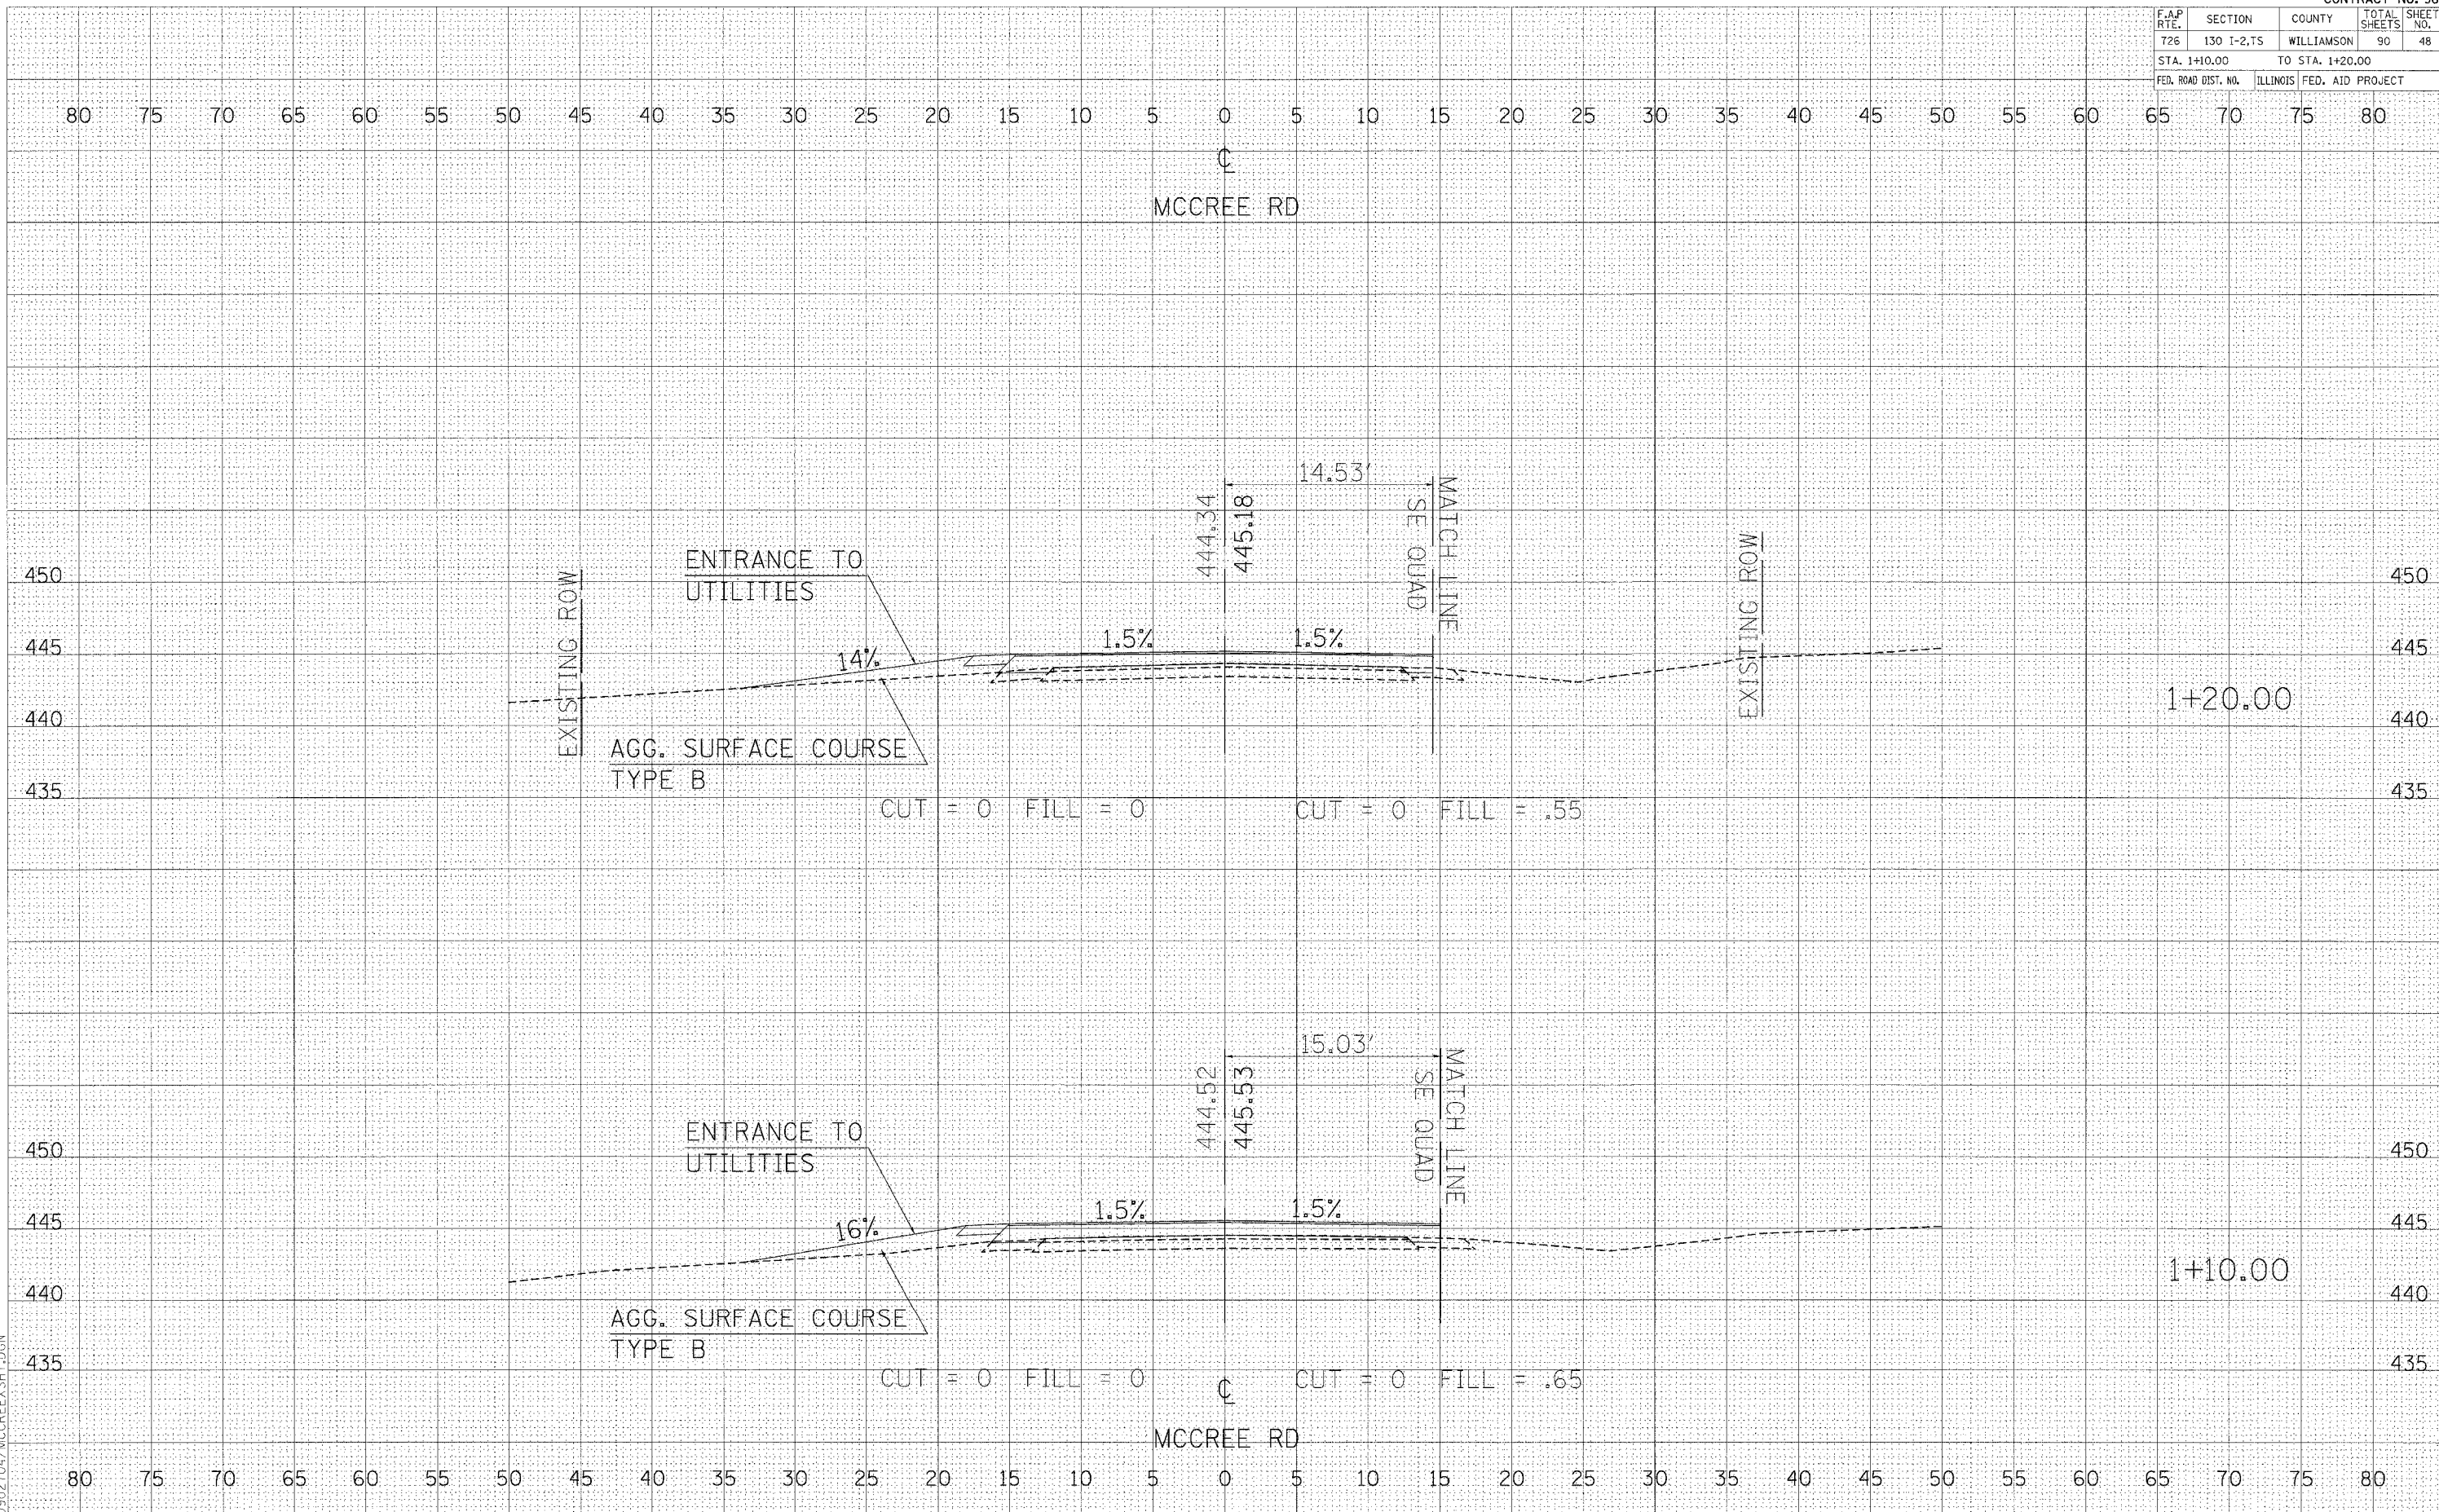 F.A.P RTE. SECTION COUNTY TOTAL SHEETS SHEET NO.
726 130 I-2,TS WILLIAMSON 90 48
STA. 1+10.00 TO STA. 1+20.00
FED. ROAD DIST. NO. ILLINOIS FED. AID PROJECT
80 75 70 65 60 55 50 45 40 35 30 25 20 15 10 5 0 5 10 15 20 25 30 35 40 45 50 55 60 65 70 75 80
℄
MCCREE RD
14.53'
444.34
445.18
MATCH LINE
SE QUAD
EXISTING ROW
EXISTING ROW
ENTRANCE TO
UTILITIES
450 450
445 445
14% 1.5% 1.5%
1+20.00
440 440
AGG. SURFACE COURSE
TYPE B
435 435
CUT = 0 FILL = 0 CUT = 0 FILL = .55
15.03'
444.52
445.53
MATCH LINE
SE QUAD
ENTRANCE TO
UTILITIES
450 450
445 445
16% 1.5% 1.5%
1+10.00
440 440
AGG. SURFACE COURSE
TYPE B
435 435
CUT = 0 FILL = 0 CUT = 0 FILL = .65
℄
MCCREE RD
80 75 70 65 60 55 50 45 40 35 30 25 20 15 10 5 0 5 10 15 20 25 30 35 40 45 50 55 60 65 70 75 80